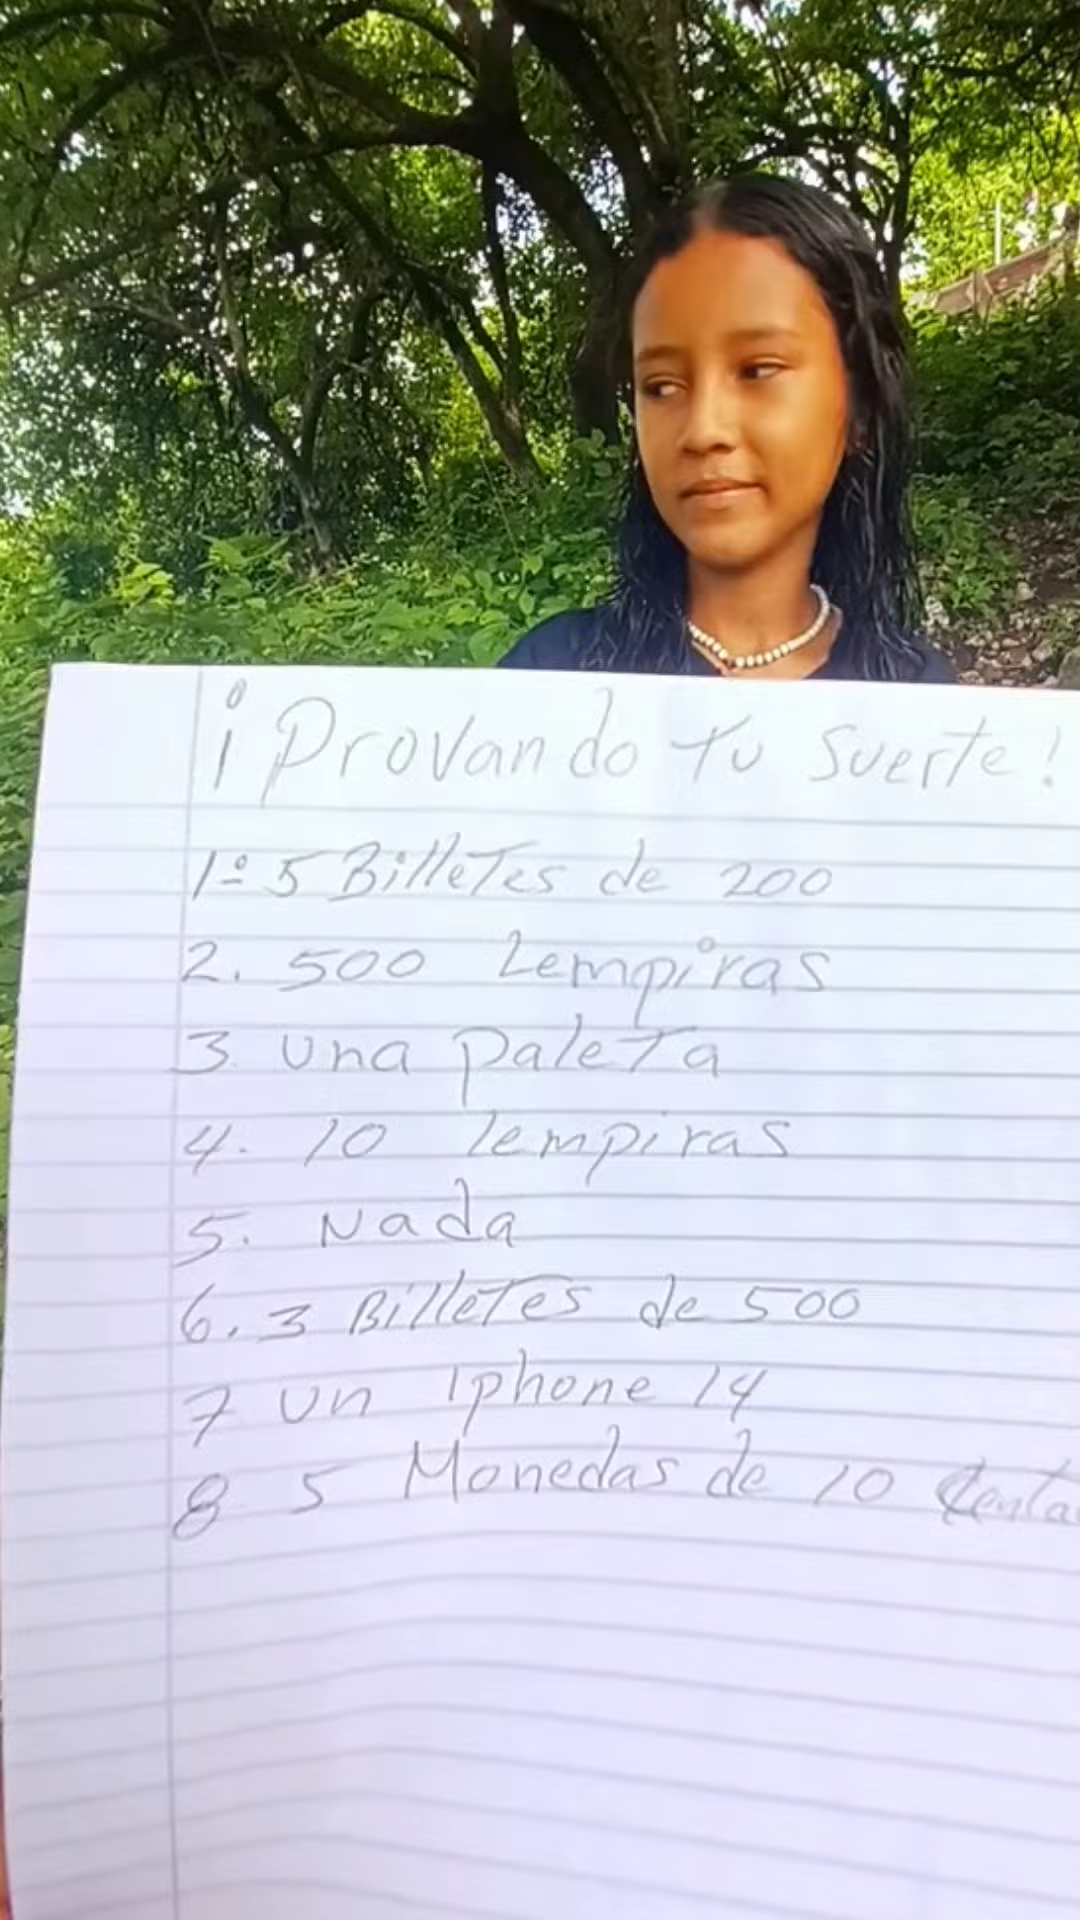 ¡Provando tu suerte!
1º 5 Billetes de 200
2. 500 Lempiras
3. una paleta
4. 10 lempiras
5. Nada
6. 3 Billetes de 500
7 un Iphone 14
8 5 Monedas de 10